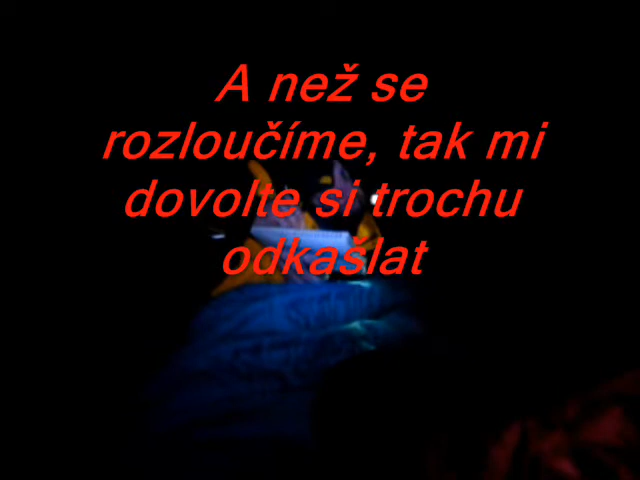 A než se
rozloučíme, tak mi
dovolte si trochu
odkašlat